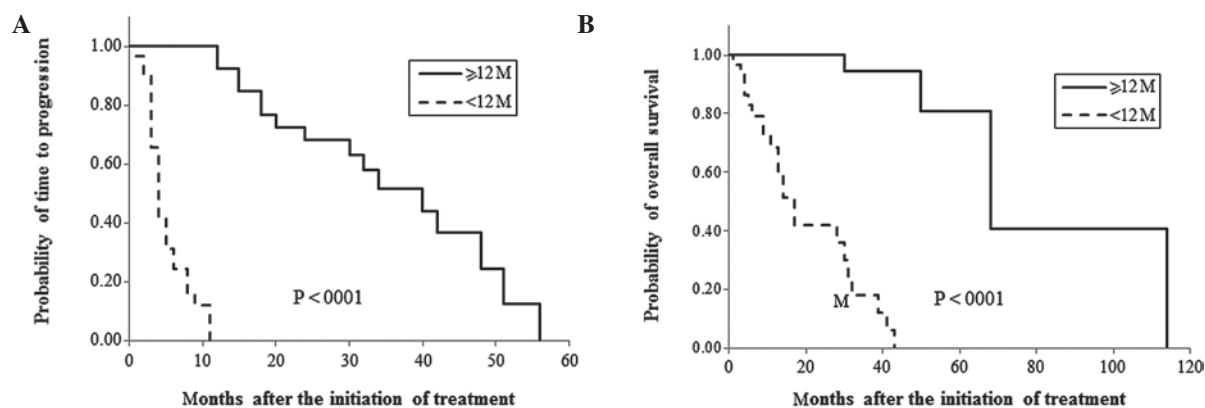 A
Probability of time to progression
1.00
0.80
0.60
0.40
0.20
0.00
0 10 20 30 40 50 60
Months after the initiation of treatment
⩾12M
<12M
P<0001
B
Probability of overall survival
1.00
0.80
0.60
0.40
0.20
0.00
0 20 40 60 80 100 120
Months after the initiation of treatment
⩾12M
<12M
M
P<0001